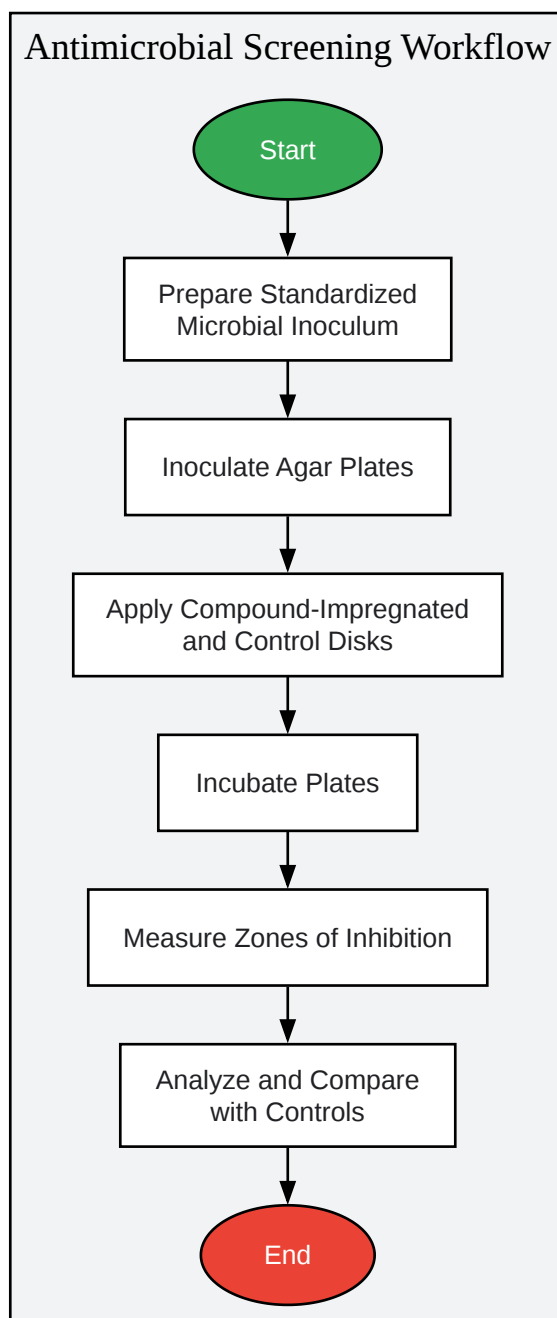 Antimicrobial Screening Workflow
Start
Prepare Standardized
Microbial Inoculum
Inoculate Agar Plates
Apply Compound-Impregnated
and Control Disks
Incubate Plates
Measure Zones of Inhibition
Analyze and Compare
with Controls
End